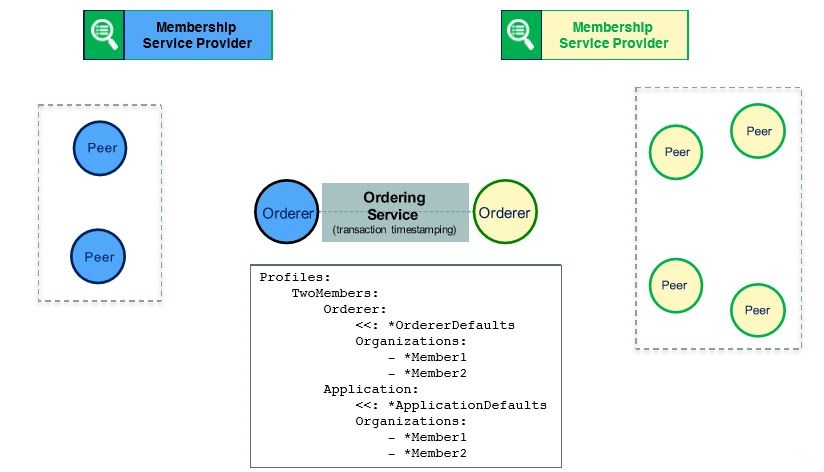 Membership
Service Provider
Membership
Service Provider
Peer
Peer
Peer
Peer
Orderer
Ordering
Service
(transaction timestamping)
Orderer
Peer
Peer
Profiles:
    TwoMembers:
        Orderer:
            <<: *OrdererDefaults
            Organizations:
                – *Member1
                – *Member2
        Application:
            <<: *ApplicationDefaults
            Organizations:
                – *Member1
                – *Member2